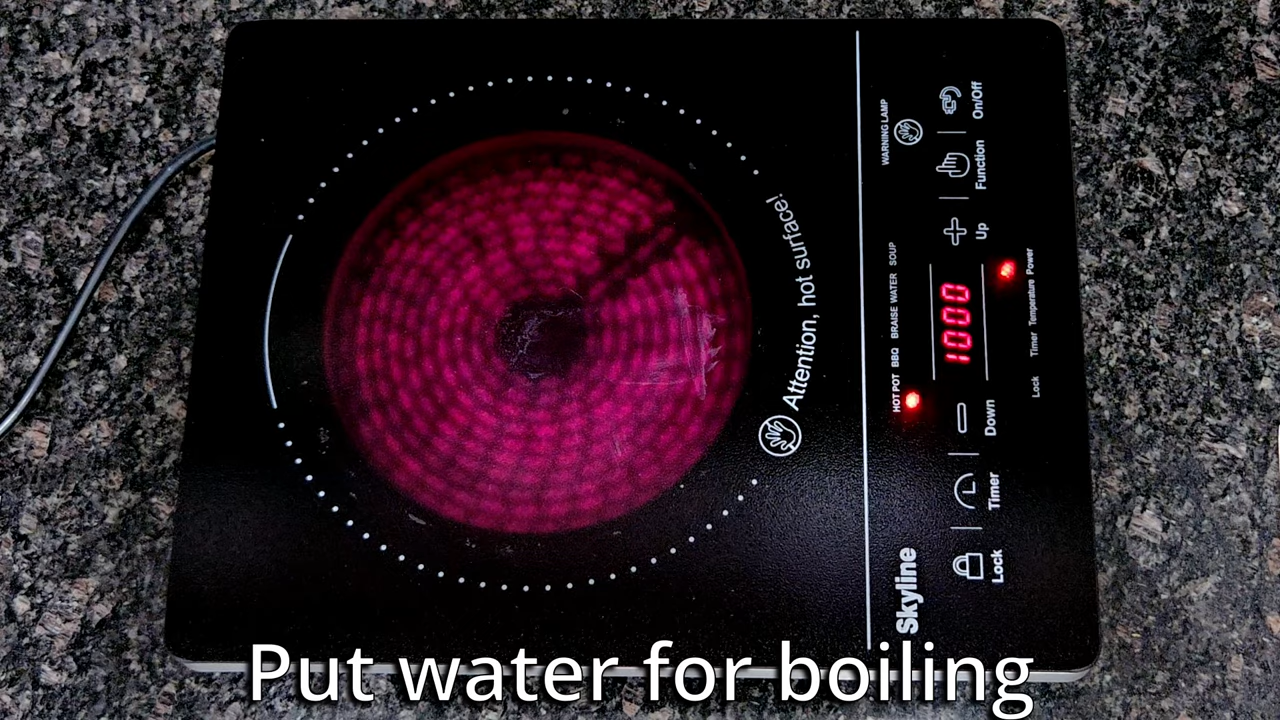 Attention, hot surface!
WARNING LAMP
HOT POT BBQ BRAISE WATER SOUP
On/Off
Function
Up
1000
Down
Timer
Lock
Lock Timer Temperature Power
Skyline
Put water for boiling